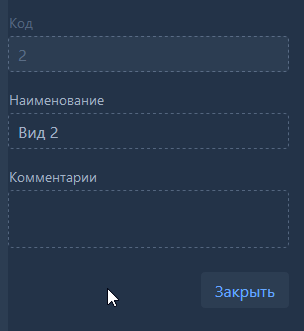 Код
2
Наименование
Вид 2
Комментарии
Закрыть